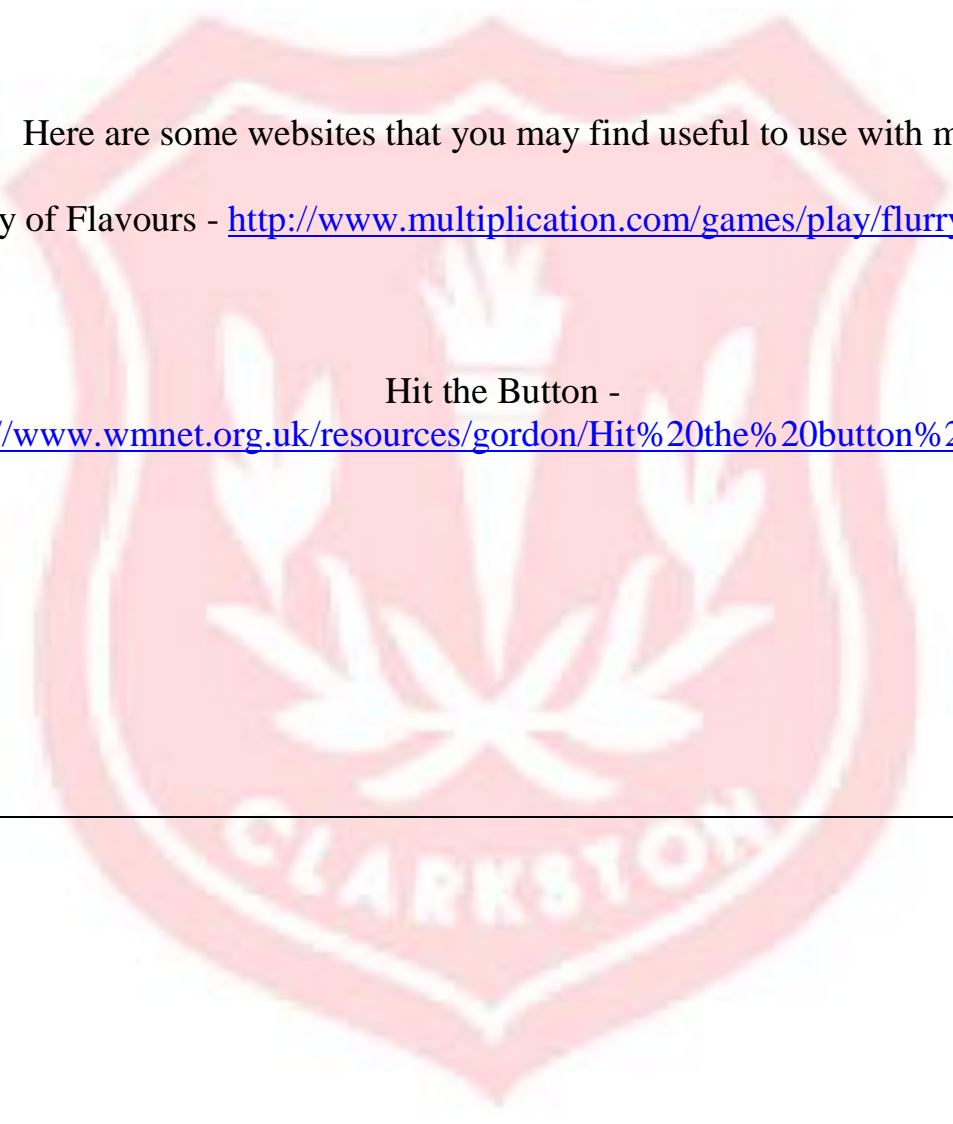 Here are some websites that you may find useful to use with m
y of Flavours - http://www.multiplication.com/games/play/flurry
Hit the Button -
//www.wmnet.org.uk/resources/gordon/Hit%20the%20button%2
CLARKSTON